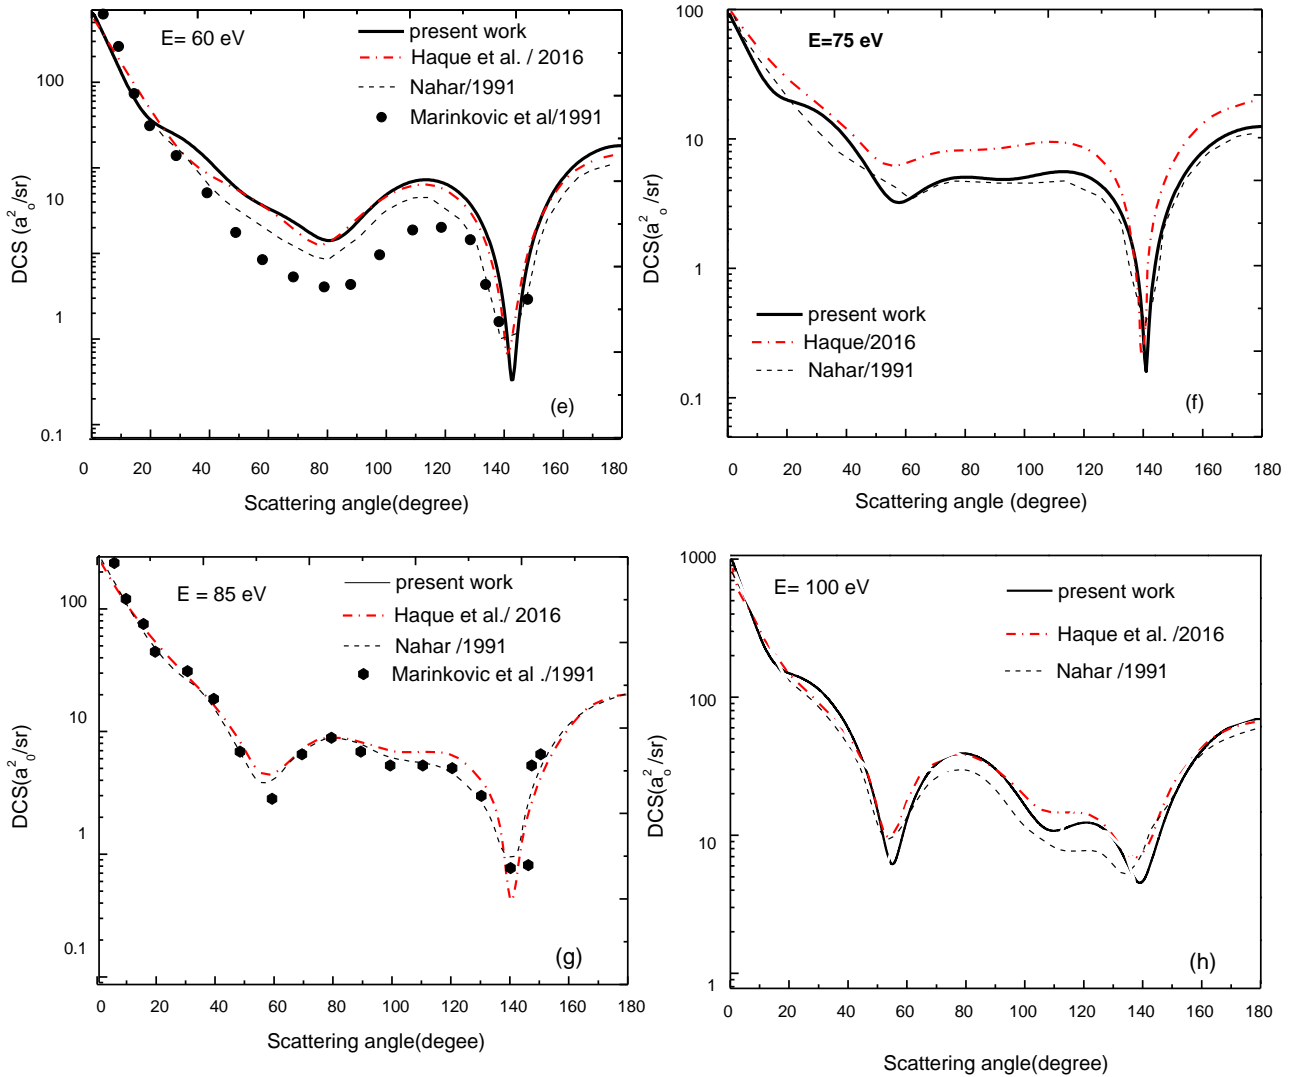 E= 60 eV
present work
Haque et al. / 2016
Nahar/1991
Marinkovic et al/1991
100
10
1
0.1
DCS (a²ₒ/sr)
(e)
0 20 40 60 80 100 120 140 160 180
Scattering angle(degree)
E=75 eV
100
10
1
0.1
DCS(a²ₒ/sr)
present work
Haque/2016
Nahar/1991
(f)
0 20 40 60 80 100 120 140 160 180
Scattering angle (degree)
E = 85 eV
present work
Haque et al./ 2016
Nahar /1991
Marinkovic et al ./1991
100
10
1
0.1
DCS(a²ₒ/sr)
(g)
0 20 40 60 80 100 120 140 160 180
Scattering angle(degee)
E= 100 eV
present work
Haque et al. /2016
Nahar /1991
1000
100
10
1
DCS(a²ₒ /sr)
(h)
0 20 40 60 80 100 120 140 160 180
Scattering angle(degree)